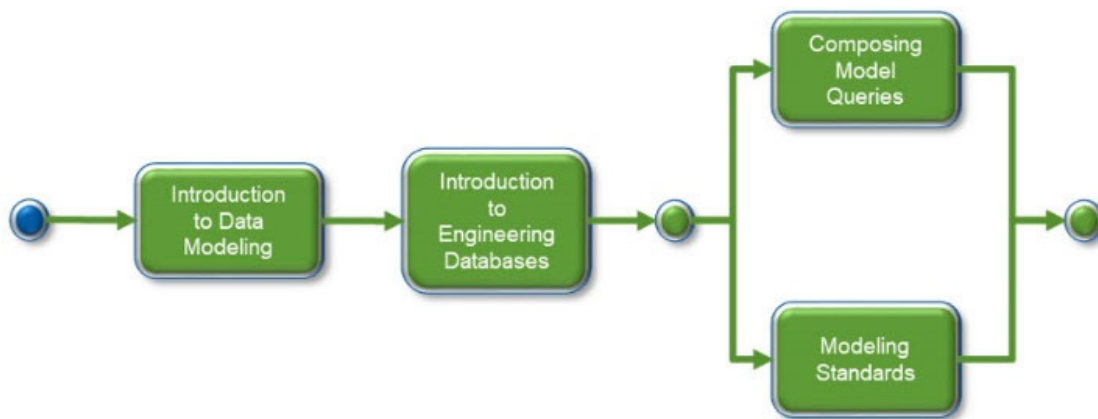 Introduction
to Data
Modeling
Introduction
to
Engineering
Databases
Composing
Model
Queries
Modeling
Standards